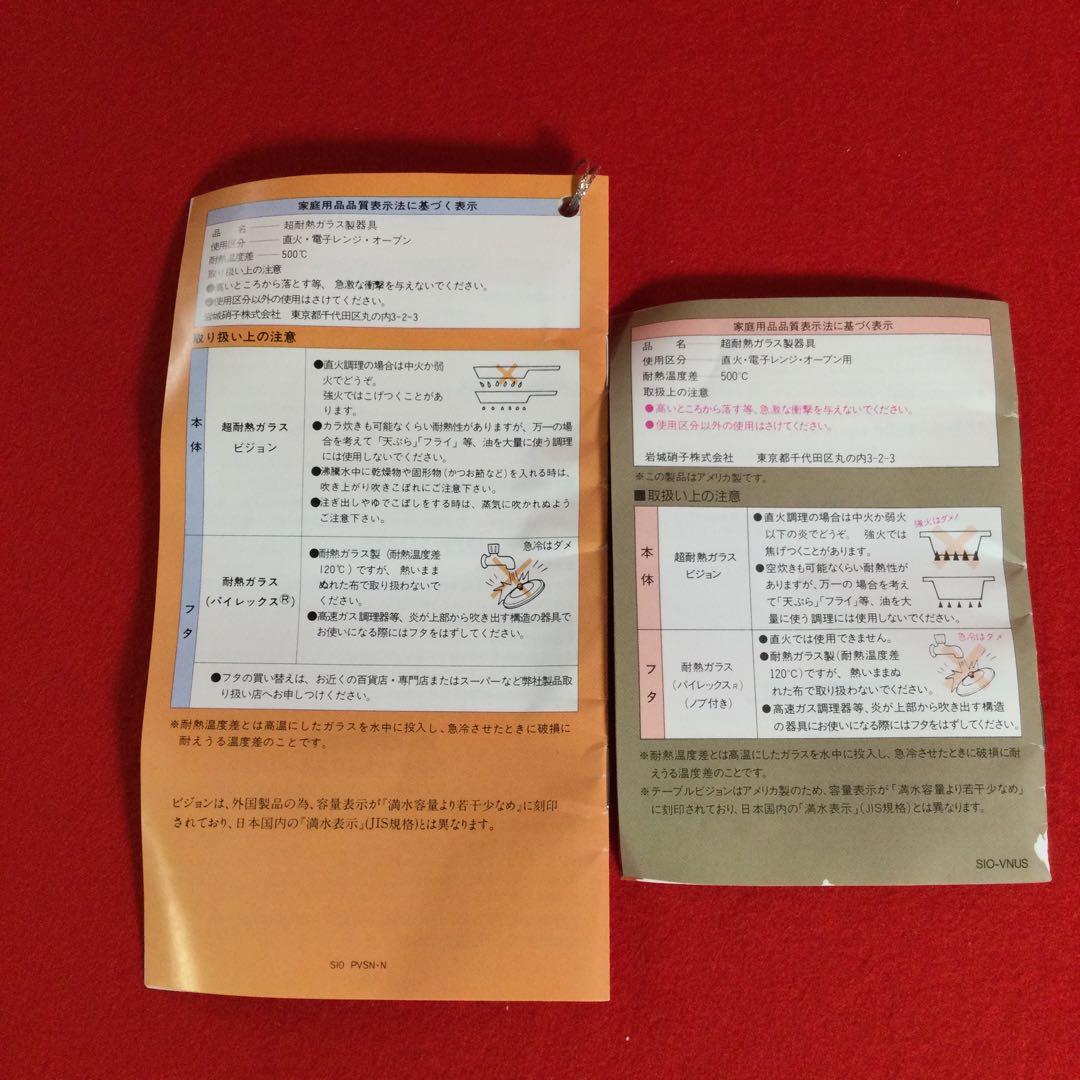 家庭用品品質表示法に基づく表示
品　名 超耐熱ガラス製器具
使用区分 直火・電子レンジ・オーブン
耐熱温度差 500℃
取り扱い上の注意
●高いところから落とす等、急激な衝撃を与えないでください。
●使用区分以外の使用はさけてください。
岩城硝子株式会社　東京都千代田区丸の内3-2-3
取り扱い上の注意
本体
超耐熱ガラス
ビジョン
●直火調理の場合は中火か弱
火でどうぞ。
強火ではこげつくことがあ
ります。
●カラ炊きも可能なくらい耐熱性がありますが、万一の場
合を考えて「天ぷら」「フライ」等、油を大量に使う調理
には使用しないでください。
●沸騰水中に乾燥物や固形物(かつお節など)を入れる時は、
吹き上がり吹きこぼれにご注意下さい。
●注ぎ出しやゆでこぼしをする時は、蒸気に吹かれぬよう
ご注意下さい。
フタ
耐熱ガラス
(パイレックス®)
●耐熱ガラス製(耐熱温度差
120℃)ですが、熱いまま
ぬれた布で取り扱わないで
ください。
急冷はダメ
●高速ガス調理器等、炎が上部から吹き出す構造の器具で
お使いになる際にはフタをはずしてください。
●フタの買い替えは、お近くの百貨店・専門店またはスーパーなど弊社製品取
り扱い店へお申しつけください。
※耐熱温度差とは高温にしたガラスを水中に投入し、急冷させたときに破損に
耐えうる温度差のことです。
ビジョンは、外国製品の為、容量表示が『満水容量より若干少なめ』に刻印
されており、日本国内の『満水表示』(JIS規格)とは異なります。
SIO PVSN-N
家庭用品品質表示法に基づく表示
品　名 超耐熱ガラス製器具
使用区分 直火・電子レンジ・オーブン用
耐熱温度差 500℃
取扱上の注意
●高いところから落す等、急激な衝撃を与えないでください。
●使用区分以外の使用はさけてください。
岩城硝子株式会社　東京都千代田区丸の内3-2-3
※この製品はアメリカ製です。
■取扱い上の注意
本体
超耐熱ガラス
ビジョン
●直火調理の場合は中火か弱火
以下の炎でどうぞ。強火では
焦げつくことがあります。
強火はダメ!
●空炊きも可能なくらい耐熱性が
ありますが、万一の場合を考え
て「天ぷら」「フライ」等、油を大
量に使う調理には使用しないでください。
フタ
耐熱ガラス
(パイレックス®)
(ノブ付き)
●直火では使用できません。
●耐熱ガラス製(耐熱温度差
120℃)ですが、熱いままぬ
れた布で取り扱わないでください。
急冷はダメ
●高速ガス調理器等、炎が上部から吹き出す構造
の器具にお使いになる際にはフタをはずしてください。
※耐熱温度差とは高温にしたガラスを水中に投入し、急冷させたときに破損に耐
えうる温度差のことです。
※テーブルビジョンはアメリカ製のため、容量表示が「満水容量より若干少なめ」
に刻印されており、日本国内の「満水表示」(JIS規格)とは異なります。
SIO-VNUS